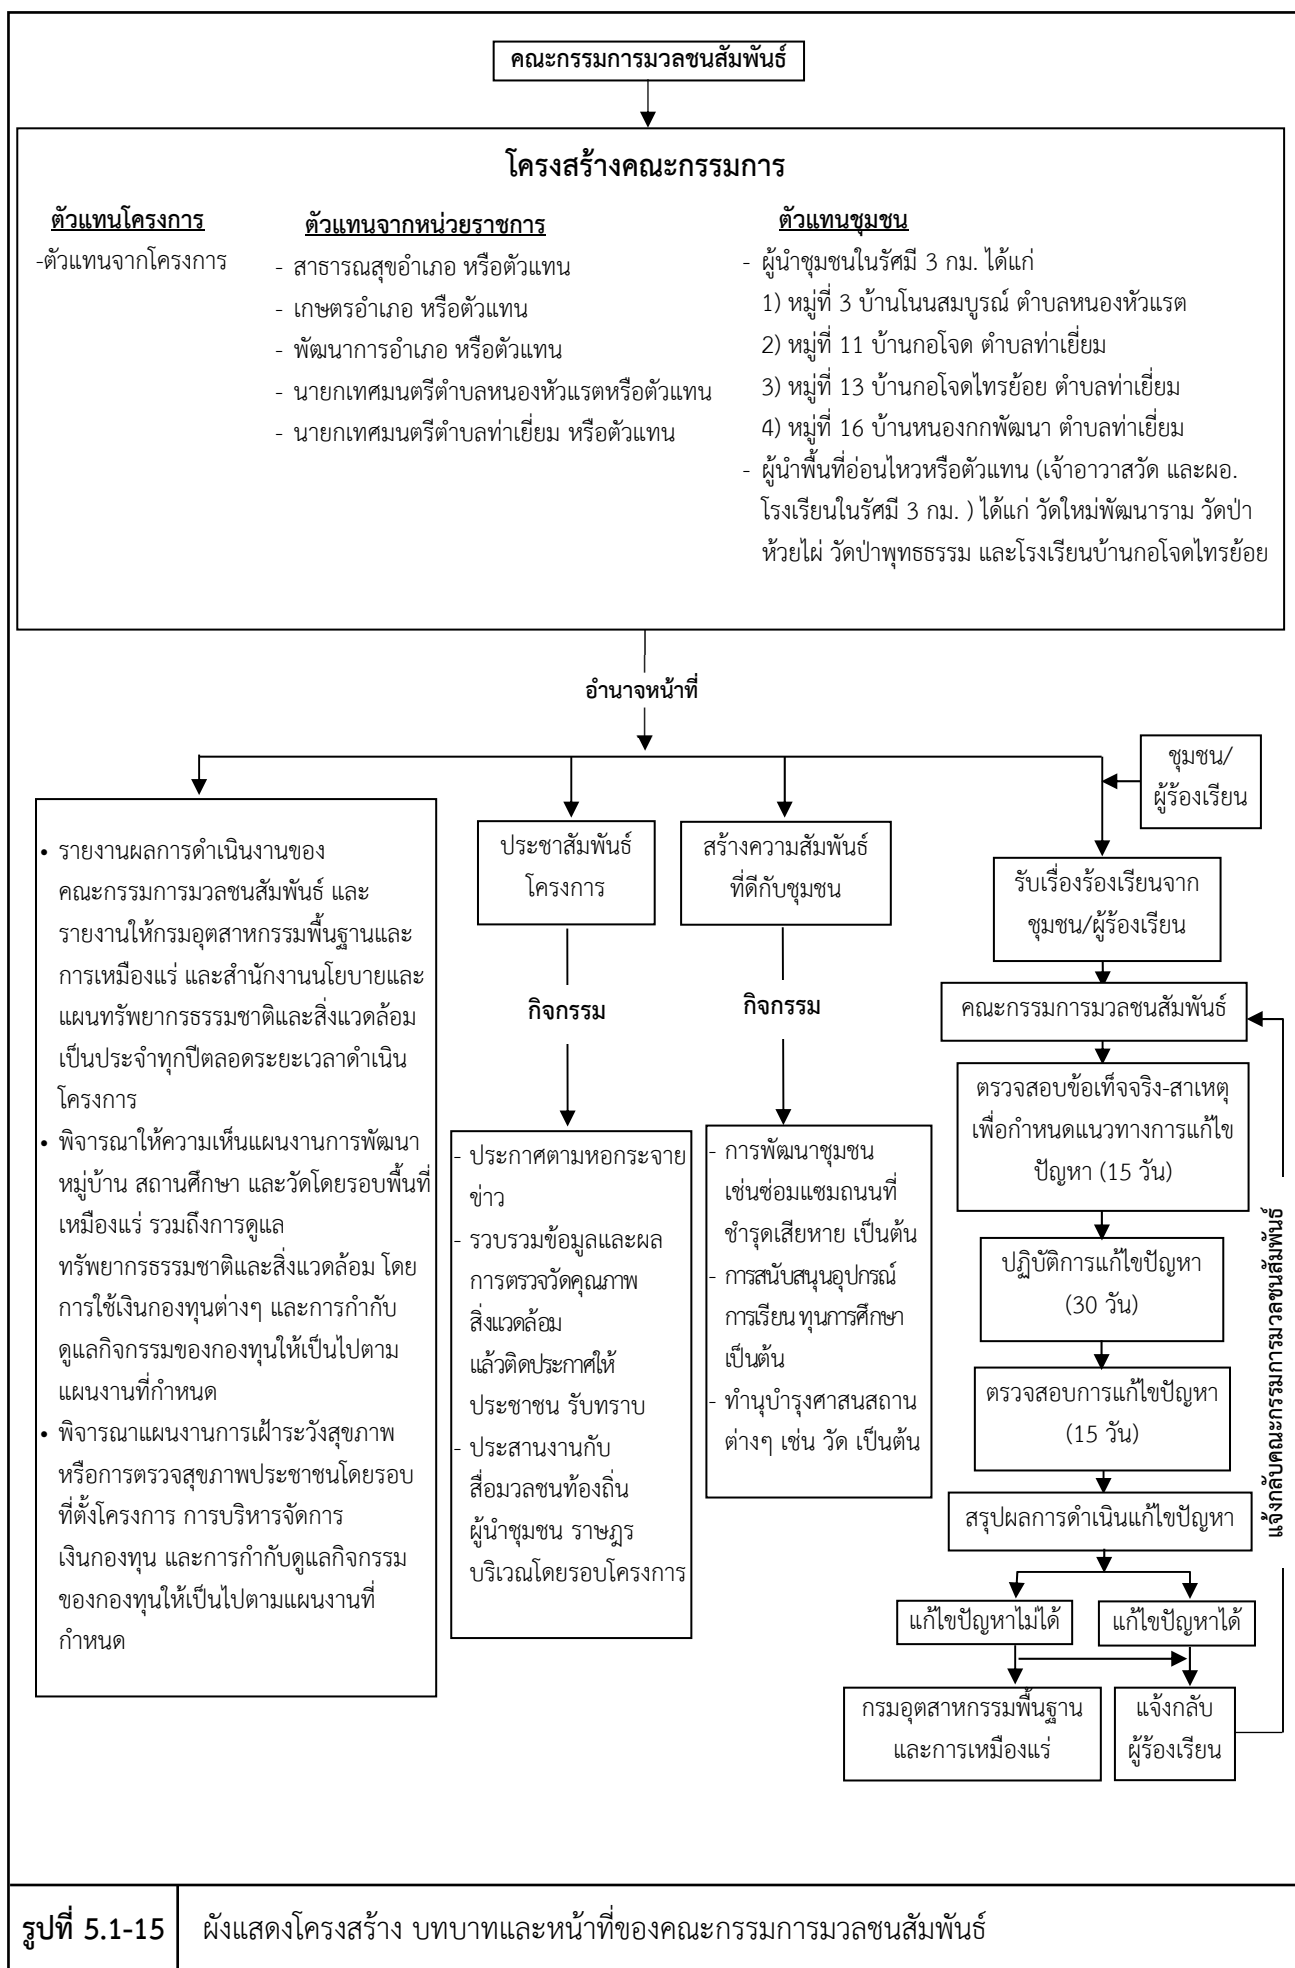 คณะกรรมการมวลชนสัมพันธ์
โครงสร้างคณะกรรมการ
ตัวแทนโครงการ
-ตัวแทนจากโครงการ
ตัวแทนจากหน่วยราชการ
- สาธารณสุขอำเภอ หรือตัวแทน
- เกษตรอำเภอ หรือตัวแทน
- พัฒนาการอำเภอ หรือตัวแทน
- นายกเทศมนตรีตำบลหนองหัวแรตหรือตัวแทน
- นายกเทศมนตรีตำบลท่าเยี่ยม หรือตัวแทน
ตัวแทนชุมชน
- ผู้นำชุมชนในรัศมี 3 กม. ได้แก่
1) หมู่ที่ 3 บ้านโนนสมบูรณ์ ตำบลหนองหัวแรต
2) หมู่ที่ 11 บ้านกอโจด ตำบลท่าเยี่ยม
3) หมู่ที่ 13 บ้านกอโจดไทรย้อย ตำบลท่าเยี่ยม
4) หมู่ที่ 16 บ้านหนองกกพัฒนา ตำบลท่าเยี่ยม
- ผู้นำพื้นที่อ่อนไหวหรือตัวแทน (เจ้าอาวาสวัด และผอ.
โรงเรียนในรัศมี 3 กม. ) ได้แก่ วัดใหม่พัฒนาราม วัดป่า
ห้วยไผ่ วัดป่าพุทธธรรม และโรงเรียนบ้านกอโจดไทรย้อย
อำนาจหน้าที่
ชุมชน/
ผู้ร้องเรียน
• รายงานผลการดำเนินงานของ
คณะกรรมการมวลชนสัมพันธ์ และ
รายงานให้กรมอุตสาหกรรมพื้นฐานและ
การเหมืองแร่ และสำนักงานนโยบายและ
แผนทรัพยากรธรรมชาติและสิ่งแวดล้อม
เป็นประจำทุกปีตลอดระยะเวลาดำเนิน
โครงการ
• พิจารณาให้ความเห็นแผนงานการพัฒนา
หมู่บ้าน สถานศึกษา และวัดโดยรอบพื้นที่
เหมืองแร่ รวมถึงการดูแล
ทรัพยากรธรรมชาติและสิ่งแวดล้อม โดย
การใช้เงินกองทุนต่างๆ และการกำกับ
ดูแลกิจกรรมของกองทุนให้เป็นไปตาม
แผนงานที่กำหนด
• พิจารณาแผนงานการเฝ้าระวังสุขภาพ
หรือการตรวจสุขภาพประชาชนโดยรอบ
ที่ตั้งโครงการ การบริหารจัดการ
เงินกองทุน และการกำกับดูแลกิจกรรม
ของกองทุนให้เป็นไปตามแผนงานที่
กำหนด
ประชาสัมพันธ์
โครงการ
กิจกรรม
- ประกาศตามหอกระจาย
ข่าว
- รวบรวมข้อมูลและผล
การตรวจวัดคุณภาพ
สิ่งแวดล้อม
แล้วติดประกาศให้
ประชาชน รับทราบ
- ประสานงานกับ
สื่อมวลชนท้องถิ่น
ผู้นำชุมชน ราษฎร
บริเวณโดยรอบโครงการ
สร้างความสัมพันธ์
ที่ดีกับชุมชน
กิจกรรม
- การพัฒนาชุมชน
เช่นซ่อมแซมถนนที่
ชำรุดเสียหาย เป็นต้น
- การสนับสนุนอุปกรณ์
การเรียน ทุนการศึกษา
เป็นต้น
- ทำนุบำรุงศาสนสถาน
ต่างๆ เช่น วัด เป็นต้น
รับเรื่องร้องเรียนจาก
ชุมชน/ผู้ร้องเรียน
คณะกรรมการมวลชนสัมพันธ์
ตรวจสอบข้อเท็จจริง-สาเหตุ
เพื่อกำหนดแนวทางการแก้ไข
ปัญหา (15 วัน)
ปฏิบัติการแก้ไขปัญหา
(30 วัน)
ตรวจสอบการแก้ไขปัญหา
(15 วัน)
สรุปผลการดำเนินแก้ไขปัญหา
แก้ไขปัญหาไม่ได้
แก้ไขปัญหาได้
กรมอุตสาหกรรมพื้นฐาน
และการเหมืองแร่
แจ้งกลับ
ผู้ร้องเรียน
แจ้งกลับคณะกรรมการมวลชนสัมพันธ์
รูปที่ 5.1-15
ผังแสดงโครงสร้าง บทบาทและหน้าที่ของคณะกรรมการมวลชนสัมพันธ์